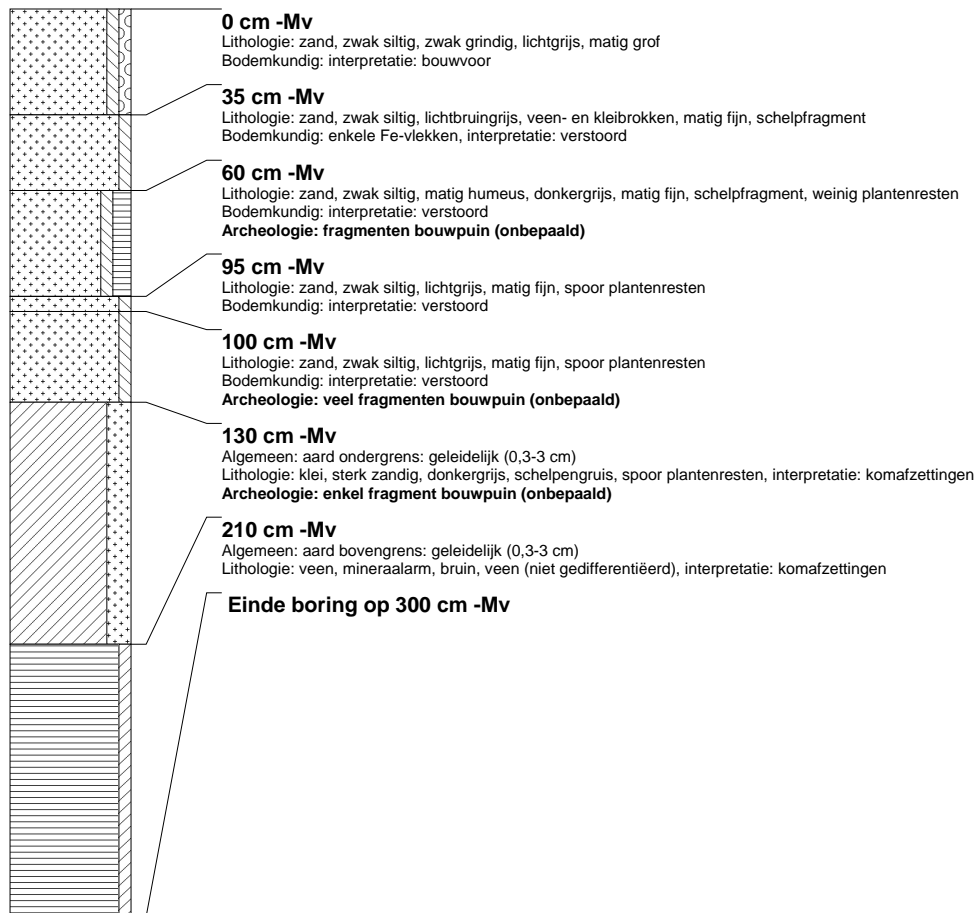 0 cm -Mv
Lithologie: zand, zwak siltig, zwak grindig, lichtgrijs, matig grof
Bodemkundig: interpretatie: bouwvoor
35 cm -Mv
Lithologie: zand, zwak siltig, lichtbruingrijs, veen- en kleibrokken, matig fijn, schelpfragment
Bodemkundig: enkele Fe-vlekken, interpretatie: verstoord
60 cm -Mv
Lithologie: zand, zwak siltig, matig humeus, donkergrijs, matig fijn, schelpfragment, weinig plantenresten
Bodemkundig: interpretatie: verstoord
Archeologie: fragmenten bouwpuin (onbepaald)
95 cm -Mv
Lithologie: zand, zwak siltig, lichtgrijs, matig fijn, spoor plantenresten
Bodemkundig: interpretatie: verstoord
100 cm -Mv
Lithologie: zand, zwak siltig, lichtgrijs, matig fijn, spoor plantenresten
Bodemkundig: interpretatie: verstoord
Archeologie: veel fragmenten bouwpuin (onbepaald)
130 cm -Mv
Algemeen: aard ondergrens: geleidelijk (0,3-3 cm)
Lithologie: klei, sterk zandig, donkergrijs, schelpengruis, spoor plantenresten, interpretatie: komafzettingen
Archeologie: enkel fragment bouwpuin (onbepaald)
210 cm -Mv
Algemeen: aard bovengrens: geleidelijk (0,3-3 cm)
Lithologie: veen, mineraalarm, bruin, veen (niet gedifferentiëerd), interpretatie: komafzettingen
Einde boring op 300 cm -Mv